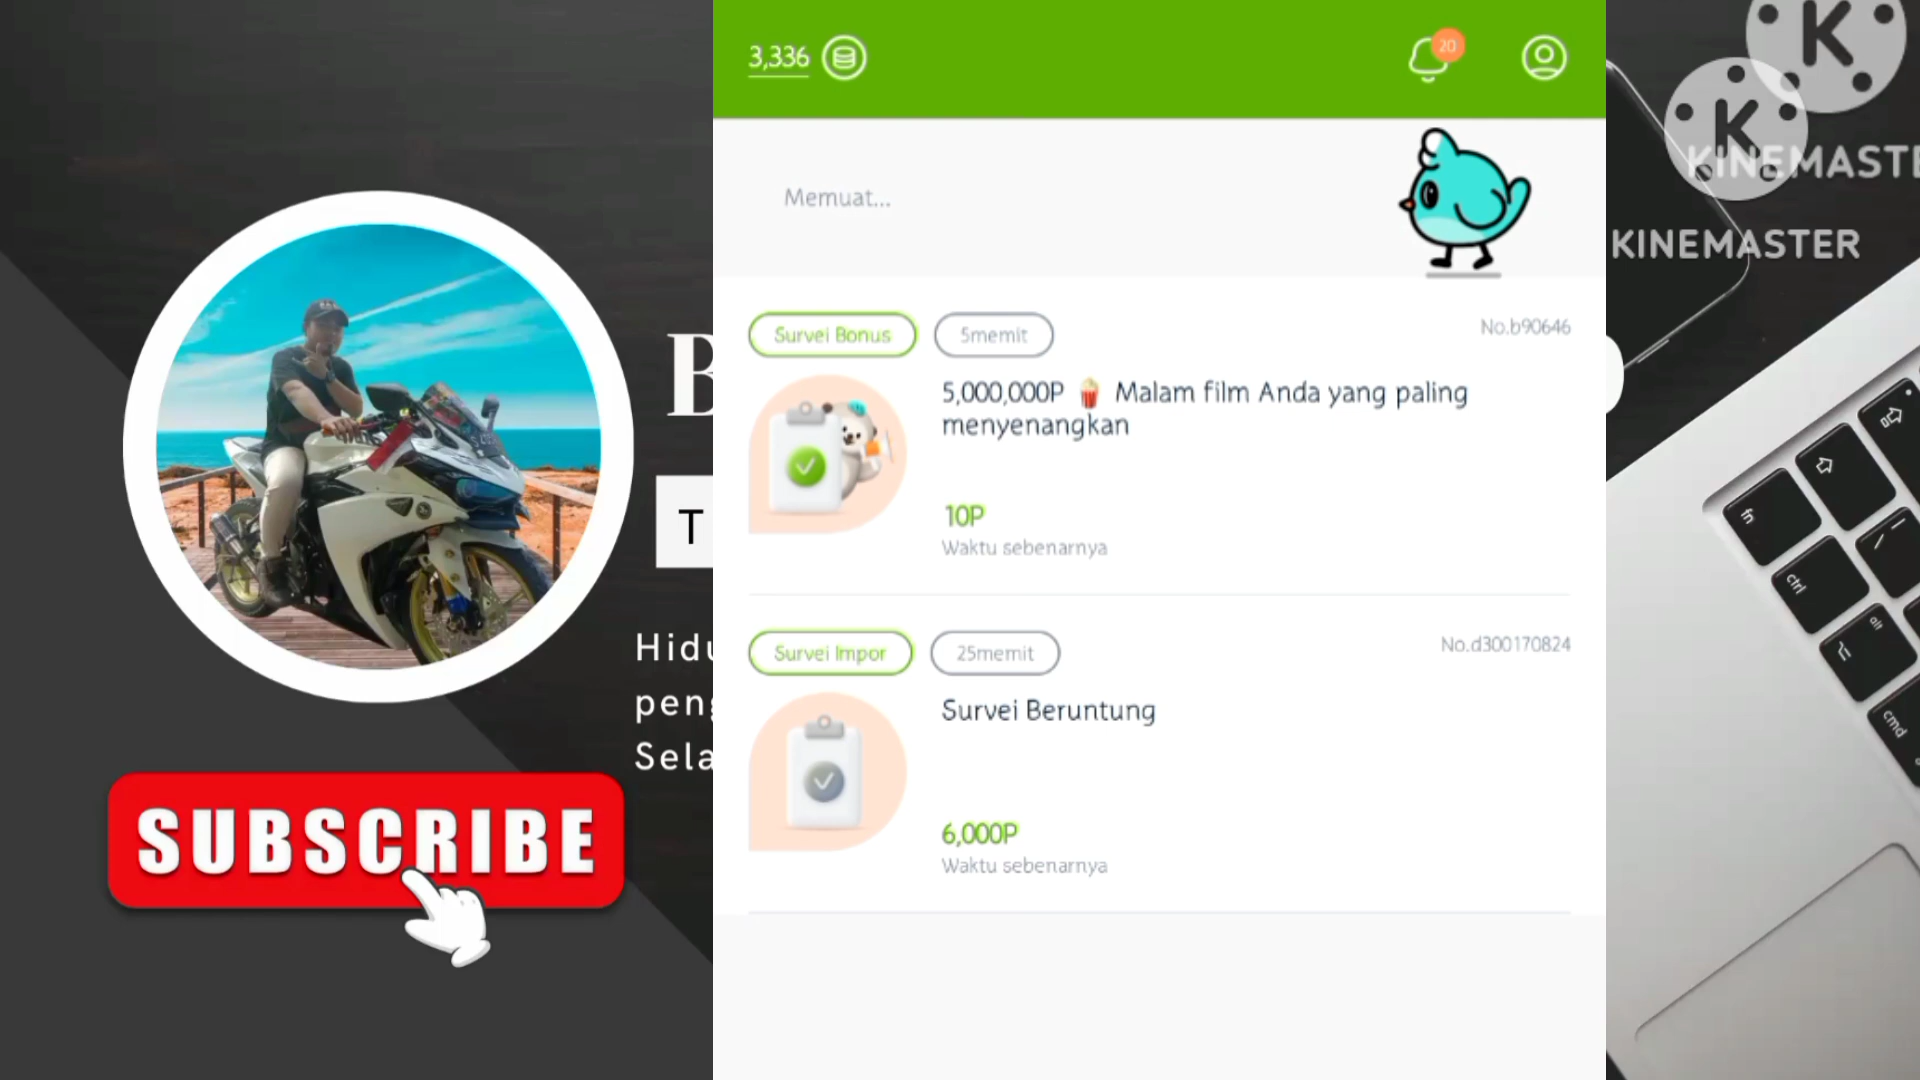 3,336
20
Memuat...
Survei Bonus
5memit
No.b90646
5,000,000P Malam film Anda yang paling
menyenangkan
10P
Waktu sebenarnya
Survei Impor
25memit
No.d300170824
Survei Beruntung
6,000P
Waktu sebenarnya
B
T
Hidu
peng
Sela
SUBSCRIBE
K
K
KINEMASTE
KINEMASTER
fn
ctrl
alt
cmd